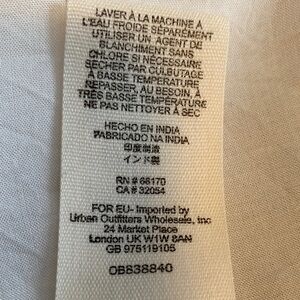 LAVER À LA MACHINE À
L'EAU FROIDE SÉPARÉMENT
UTILISER UN AGENT DE
BLANCHIMENT SANS
CHLORE SI NÉCESSAIRE
SÉCHER PAR CULBUTAGE
À BASSE TEMPÉRATURE
REPASSER, AU BESOIN, À
TRÈS BASSE TEMPÉRATURE
NE PAS NETTOYER À SEC
HECHO EN INDIA
FABRICADO NA INDIA
印度制造
インド製
RN # 66170
CA # 32054
FOR EU- Imported by
Urban Outfitters Wholesale, Inc
24 Market Place
London UK W1W 8AN
GB 975119105
OB838840